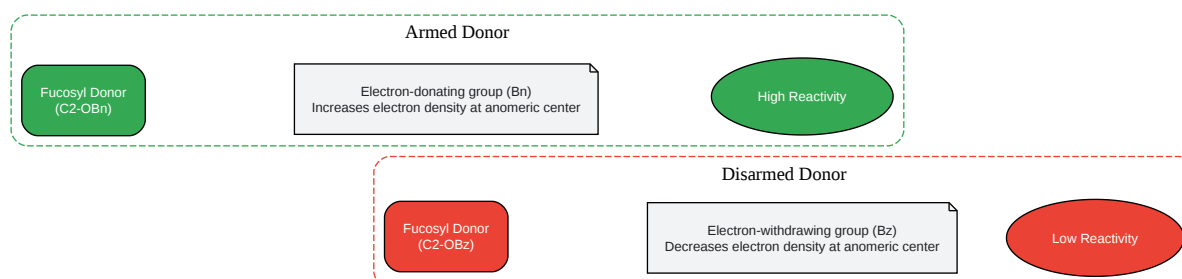 Armed Donor
Fucosyl Donor
(C2-OBn)
Electron-donating group (Bn)
Increases electron density at anomeric center
High Reactivity
Disarmed Donor
Fucosyl Donor
(C2-OBz)
Electron-withdrawing group (Bz)
Decreases electron density at anomeric center
Low Reactivity